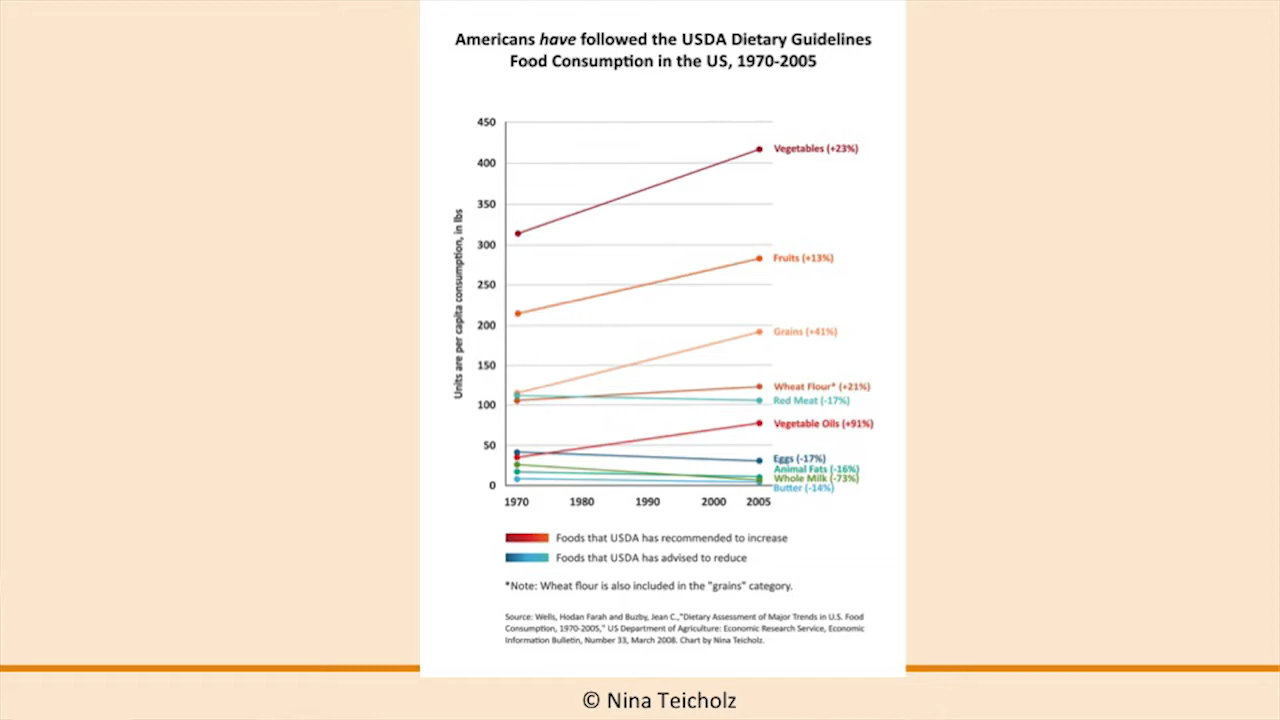 Americans have followed the USDA Dietary Guidelines
Food Consumption in the US, 1970-2005
Units are per capita consumption, in lbs
450
400
350
300
250
200
150
100
50
0
Vegetables (+23%)
Fruits (+13%)
Grains (+41%)
Wheat Flour* (+21%)
Red Meat (-17%)
Vegetable Oils (+91%)
Eggs (-17%)
Animal Fats (-16%)
Whole Milk (-73%)
Butter (-14%)
1970 1980 1990 2000 2005
Foods that USDA has recommended to increase
Foods that USDA has advised to reduce
*Note: Wheat flour is also included in the "grains" category.
Source: Wells, Hodan Farah and Buzby, Jean C.,"Dietary Assessment of Major Trends in U.S. Food
Consumption, 1970-2005," US Department of Agriculture: Economic Research Service, Economic
Information Bulletin, Number 33, March 2008. Chart by Nina Teicholz.
© Nina Teicholz